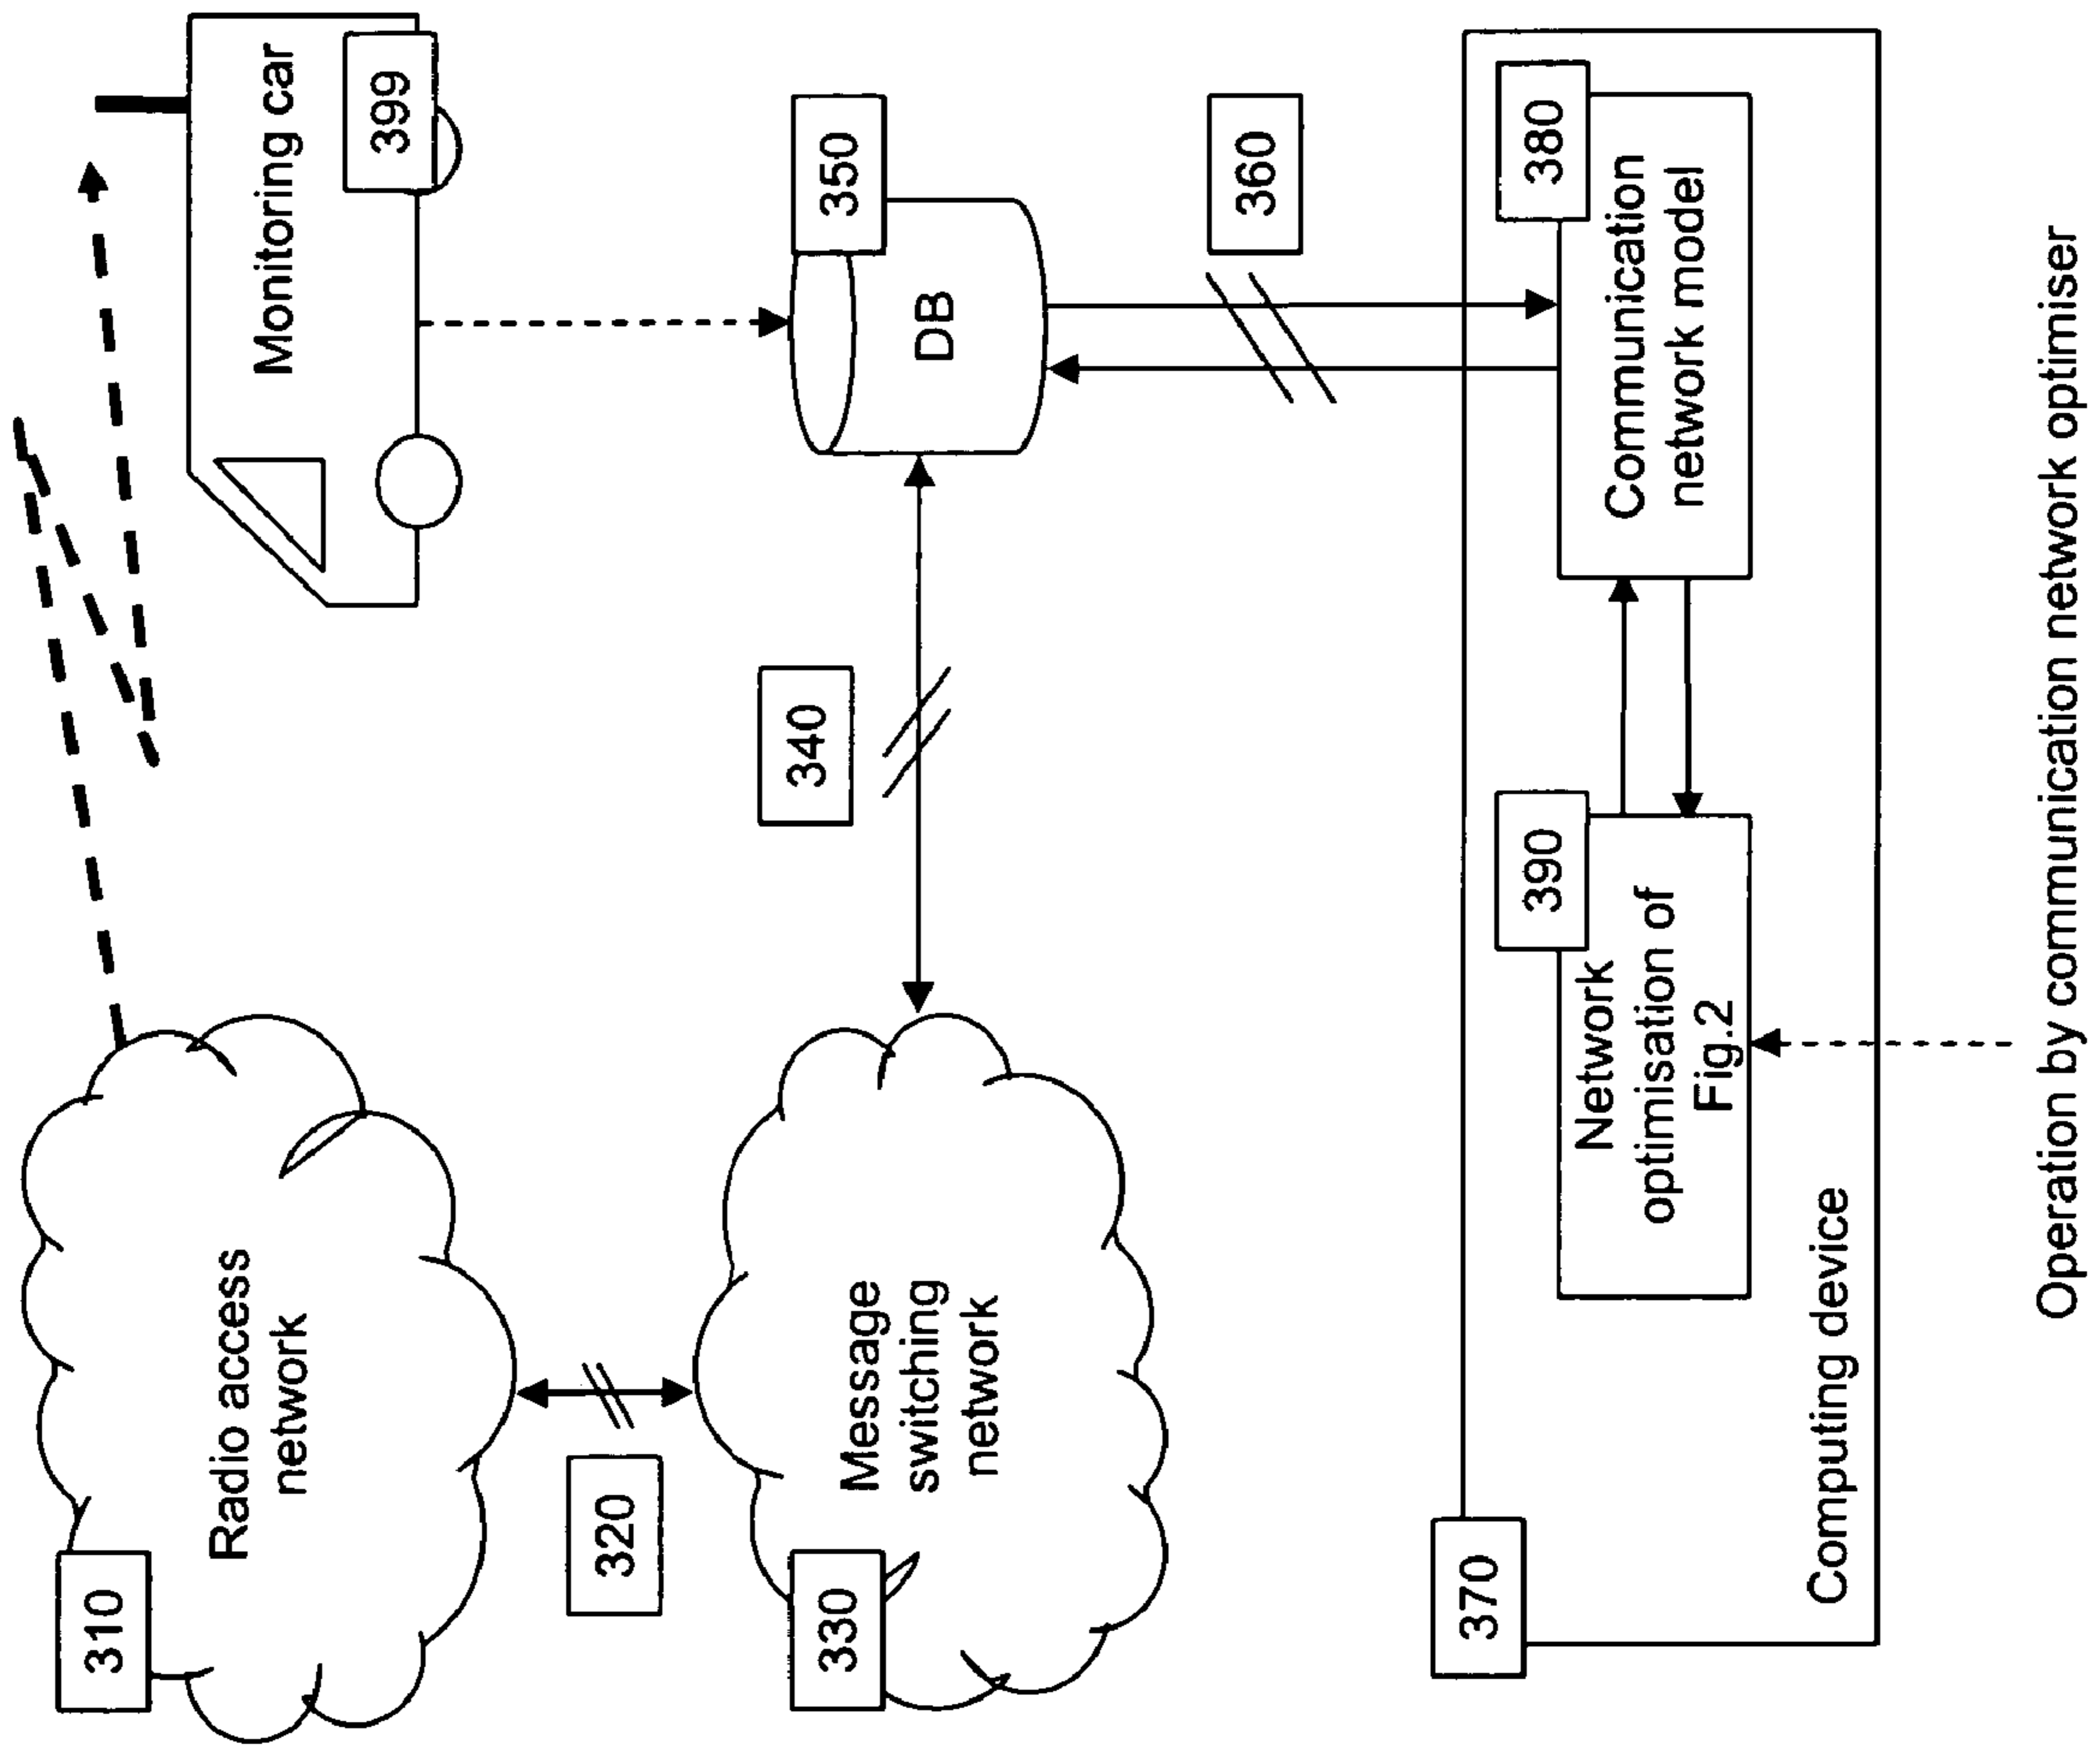 310
Radio access
network
Monitoring car
399
320
330
Message
switching
network
340
350
DB
360
370
Computing device
390
Network
optimisation of
Fig.2
380
Communication
network model
Operation by communication network optimiser